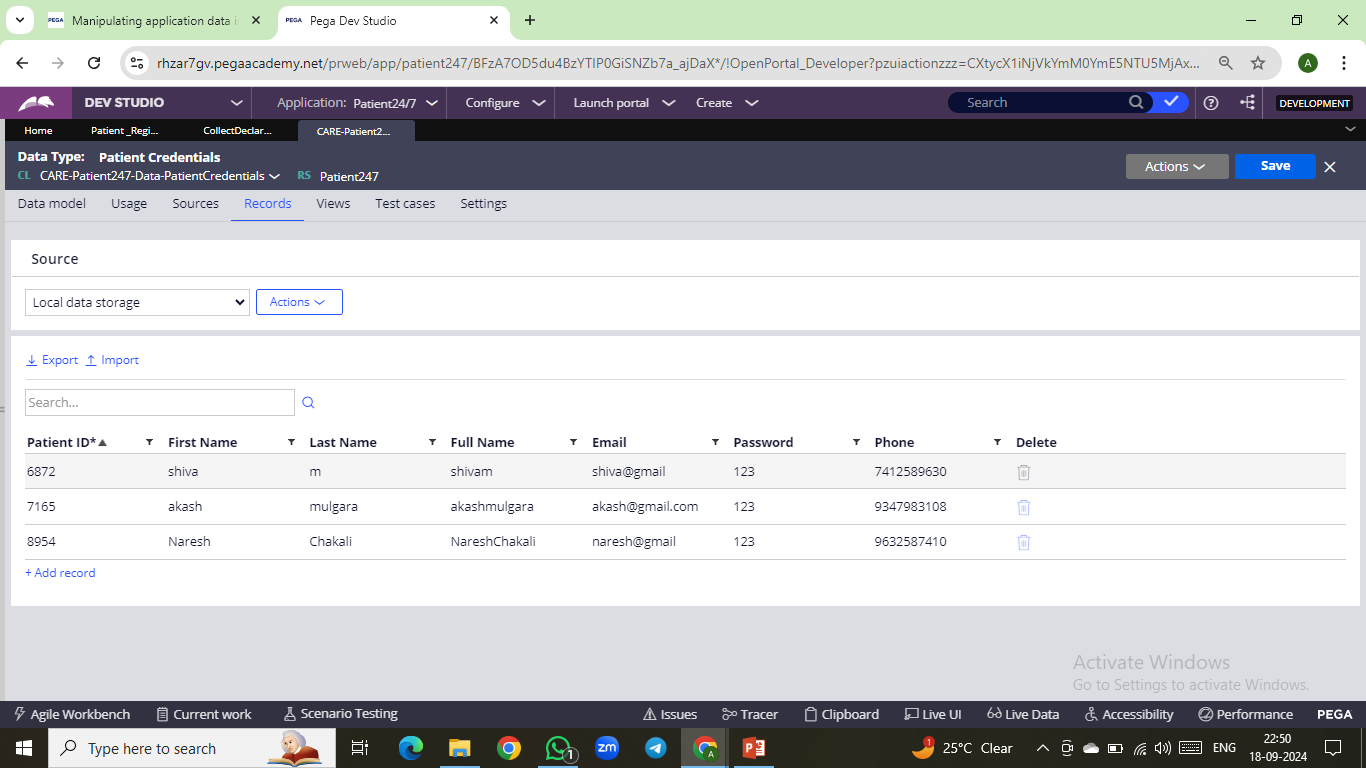 PEGA Manipulating application data i
PEGA Pega Dev Studio
rhzar7gv.pegaacademy.net/prweb/app/patient247/BFzA7OD5du4BzYTIP0GiSNZb7a_ajDaX*/!OpenPortal_Developer?pzuiactionzzz=CXtycX1iNjVkYmM0YmE5NTU5MjAx...
A
DEV STUDIO Application: Patient24/7 Configure Launch portal Create Search DEVELOPMENT
Home Patient _Regi... CollectDeclar... CARE-Patient2...
Data Type: Patient Credentials
CL CARE-Patient247-Data-PatientCredentials RS Patient247
Actions Save
Data model Usage Sources Records Views Test cases Settings
Source
Local data storage Actions
Export Import
Search...
Patient ID* First Name Last Name Full Name Email Password Phone Delete
6872 shiva m shivam shiva@gmail 123 7412589630
7165 akash mulgara akashmulgara akash@gmail.com 123 9347983108
8954 Naresh Chakali NareshChakali naresh@gmail 123 9632587410
+ Add record
Activate Windows
Go to Settings to activate Windows.
Agile Workbench Current work Scenario Testing Issues Tracer Clipboard Live UI Live Data Accessibility Performance PEGA
Type here to search 1 zm A 1 25°C Clear ENG 22:50
18-09-2024